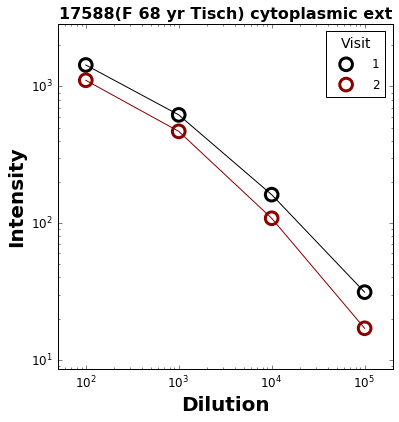 17588(F 68 yr Tisch) cytoplasmic ext
Visit
1
2
10³
10²
10¹
Intensity
10² 10³ 10⁴ 10⁵
Dilution